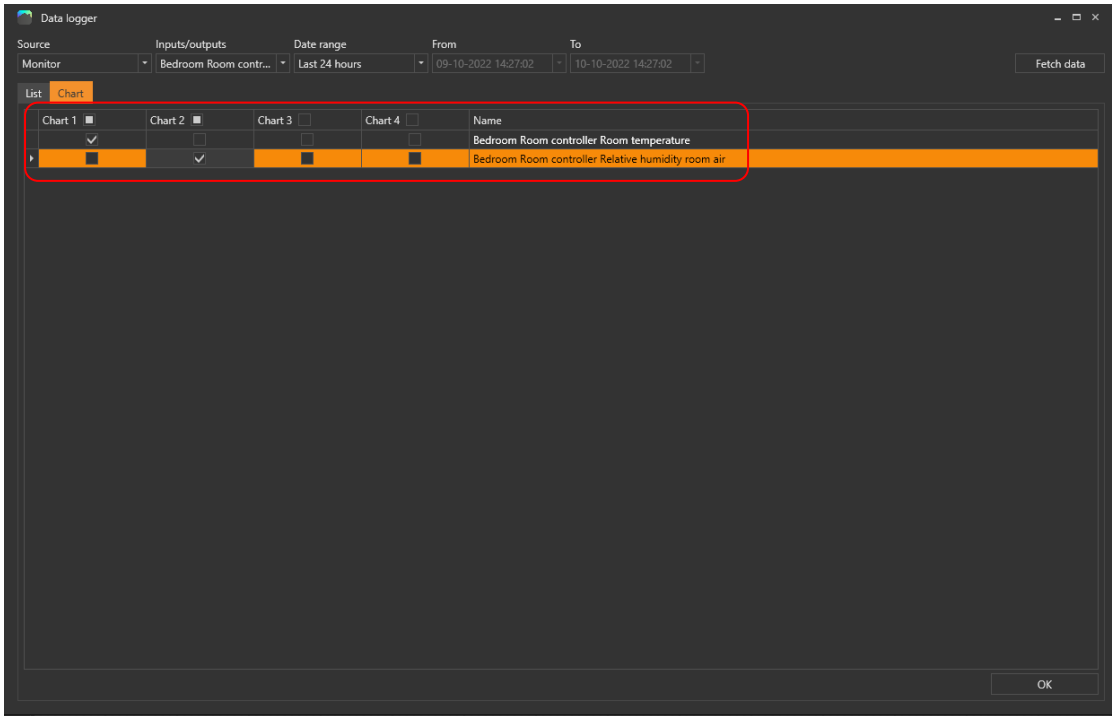 Data logger
Source Inputs/outputs Date range From To
Monitor Bedroom Room contr... Last 24 hours 09-10-2022 14:27:02 10-10-2022 14:27:02 Fetch data
List Chart
Chart 1 Chart 2 Chart 3 Chart 4 Name
Bedroom Room controller Room temperature
Bedroom Room controller Relative humidity room air
OK